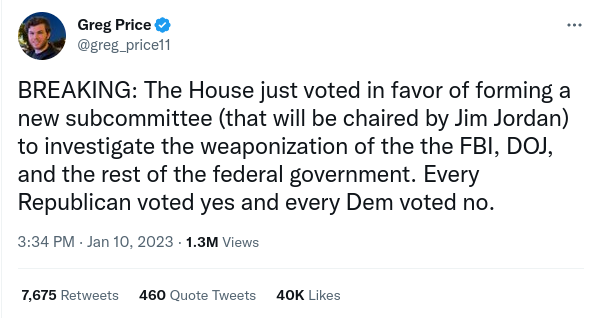 Greg Price
@greg_price11
BREAKING: The House just voted in favor of forming a
new subcommittee (that will be chaired by Jim Jordan)
to investigate the weaponization of the the FBI, DOJ,
and the rest of the federal government. Every
Republican voted yes and every Dem voted no.
3:34 PM · Jan 10, 2023 · 1.3M Views
7,675 Retweets 460 Quote Tweets 40K Likes